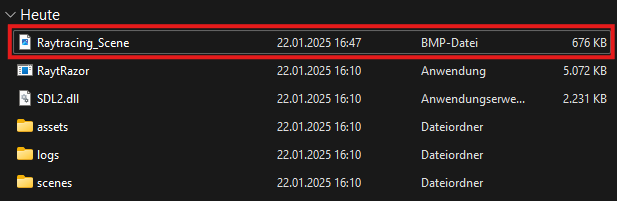 Heute
Raytracing_Scene 22.01.2025 16:47 BMP-Datei 676 KB
RaytRazor 22.01.2025 16:10 Anwendung 5.072 KB
SDL2.dll 22.01.2025 16:10 Anwendungserwe... 2.231 KB
assets 22.01.2025 16:10 Dateiordner
logs 22.01.2025 16:10 Dateiordner
scenes 22.01.2025 16:10 Dateiordner